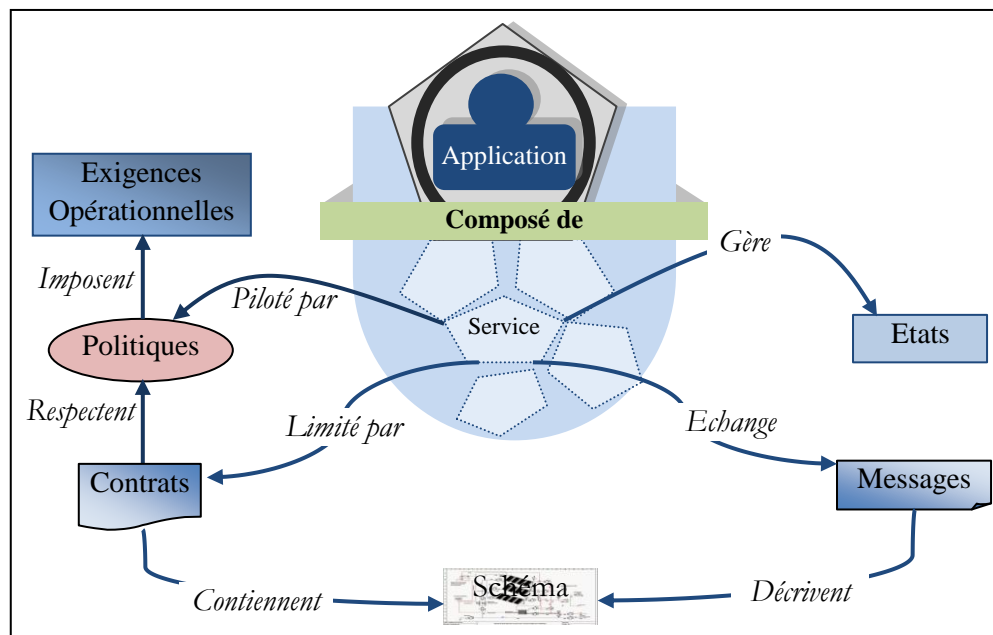 Application
Composé de
Exigences
Opérationnelles
Gère
Imposent
Piloté par
Service
Etats
Politiques
Respectent
Limité par
Echange
Contrats
Messages
Schéma
Contiennent
Décrivent